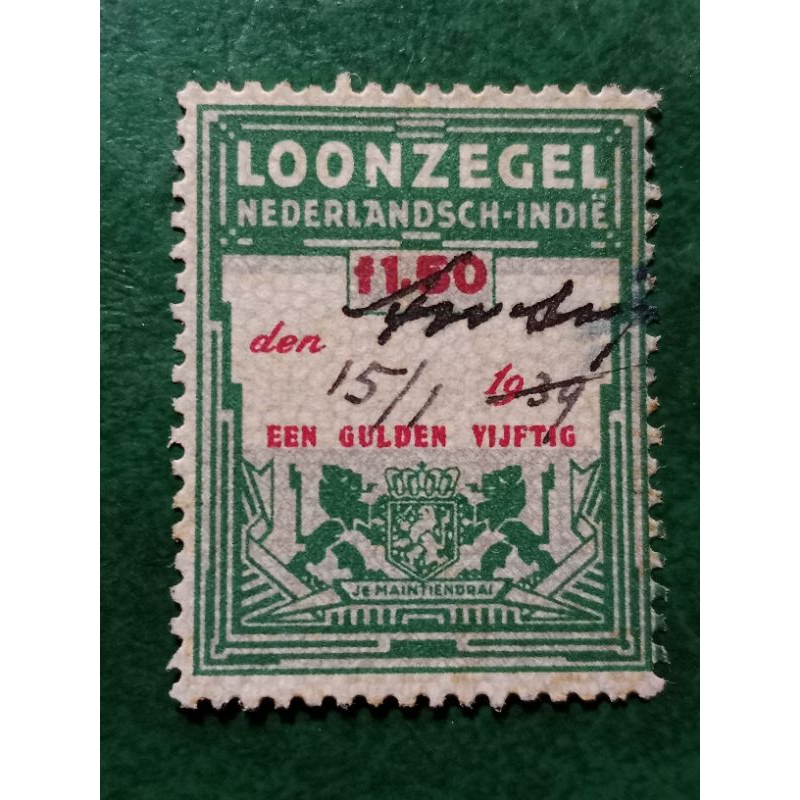 LOONZEGEL
NEDERLANDSCH-INDIË
f1.50
den
15/1 1939
EEN GULDEN VIJFTIG
JE MAINTIENDRAI